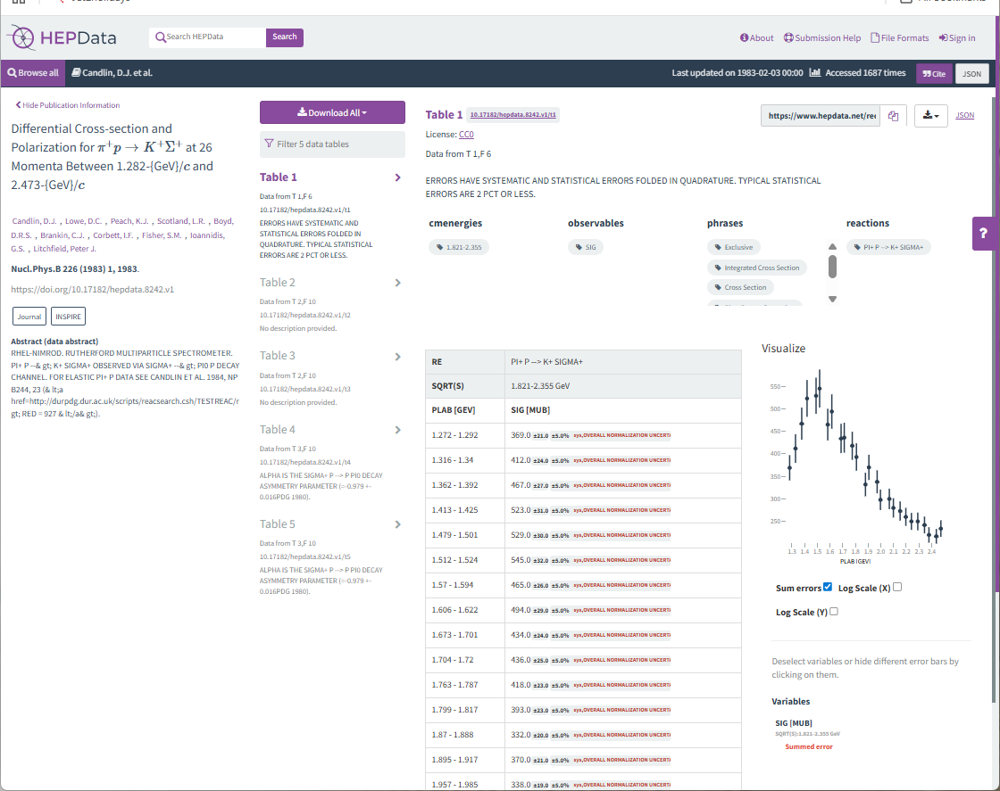 HEPData
Search HEPData
Search
About
Submission Help
File Formats
Sign in
Browse all
Candlin, D.J. et al.
Last updated on 1983-02-03 00:00
Accessed 1687 times
Cite
JSON
Hide Publication Information
Differential Cross-section and
Polarization for π⁺p → K⁺Σ⁺ at 26
Momenta Between 1.282-{GeV}/c and
2.473-{GeV}/c
Candlin, D.J. , Lowe, D.C. , Peach, K.J. , Scotland, L.R. , Boyd,
D.R.S. , Brankin, C.J. , Corbett, I.F. , Fisher, S.M. , Ioannidis,
G.S. , Litchfield, Peter J.
Nucl.Phys.B 226 (1983) 1, 1983.
https://doi.org/10.17182/hepdata.8242.v1
Journal
INSPIRE
Abstract (data abstract)
RHEL-NIMROD. RUTHERFORD MULTIPARTICLE SPECTROMETER.
PI+ P --& gt; K+ SIGMA+ OBSERVED VIA SIGMA+ --& gt; PI0 P DECAY
CHANNEL. FOR ELASTIC PI+ P DATA SEE CANDLIN ET AL. 1984, NP
B244, 23 (& lt;a
href=http://durpdg.dur.ac.uk/scripts/reacsearch.csh/TESTREAC/r
gt; RED = 927 & lt;/a& gt;).
Download All
Filter 5 data tables
Table 1
Data from T 1,F 6
10.17182/hepdata.8242.v1/t1
ERRORS HAVE SYSTEMATIC AND
STATISTICAL ERRORS FOLDED IN
QUADRATURE. TYPICAL STATISTICAL
ERRORS ARE 2 PCT OR LESS.
Table 2
Data from T 2,F 10
10.17182/hepdata.8242.v1/t2
No description provided.
Table 3
Data from T 2,F 10
10.17182/hepdata.8242.v1/t3
No description provided.
Table 4
Data from T 3,F 10
10.17182/hepdata.8242.v1/t4
ALPHA IS THE SIGMA+ P --> P PI0 DECAY
ASYMMETRY PARAMETER (=-0.979 +-
0.016PDG 1980).
Table 5
Data from T 3,F 10
10.17182/hepdata.8242.v1/t5
ALPHA IS THE SIGMA+ P --> P PI0 DECAY
ASYMMETRY PARAMETER (=-0.979 +-
0.016PDG 1980).
Table 1 10.17182/hepdata.8242.v1/t1
https://www.hepdata.net/rec
JSON
License: CC0
Data from T 1,F 6
ERRORS HAVE SYSTEMATIC AND STATISTICAL ERRORS FOLDED IN QUADRATURE. TYPICAL STATISTICAL
ERRORS ARE 2 PCT OR LESS.
cmenergies
1.821-2.355
observables
SIG
phrases
Exclusive
Integrated Cross Section
Cross Section
reactions
PI+ P --> K+ SIGMA+
RE PI+ P --> K+ SIGMA+
SQRT(S) 1.821-2.355 GeV
PLAB [GEV] SIG [MUB]
1.272 - 1.292 369.0 ±21.0 ±5.0% sys,OVERALL NORMALIZATION UNCERTA
1.316 - 1.34 412.0 ±24.0 ±5.0% sys,OVERALL NORMALIZATION UNCERTA
1.362 - 1.392 467.0 ±27.0 ±5.0% sys,OVERALL NORMALIZATION UNCERTA
1.413 - 1.425 523.0 ±31.0 ±5.0% sys,OVERALL NORMALIZATION UNCERTA
1.479 - 1.501 529.0 ±30.0 ±5.0% sys,OVERALL NORMALIZATION UNCERTA
1.512 - 1.524 545.0 ±32.0 ±5.0% sys,OVERALL NORMALIZATION UNCERTA
1.57 - 1.594 465.0 ±26.0 ±5.0% sys,OVERALL NORMALIZATION UNCERTA
1.606 - 1.622 494.0 ±29.0 ±5.0% sys,OVERALL NORMALIZATION UNCERTA
1.673 - 1.701 434.0 ±24.0 ±5.0% sys,OVERALL NORMALIZATION UNCERTA
1.704 - 1.72 436.0 ±25.0 ±5.0% sys,OVERALL NORMALIZATION UNCERTA
1.763 - 1.787 418.0 ±23.0 ±5.0% sys,OVERALL NORMALIZATION UNCERTA
1.799 - 1.817 393.0 ±23.0 ±5.0% sys,OVERALL NORMALIZATION UNCERTA
1.87 - 1.888 332.0 ±20.0 ±5.0% sys,OVERALL NORMALIZATION UNCERTA
1.895 - 1.917 370.0 ±21.0 ±5.0% sys,OVERALL NORMALIZATION UNCERTA
1.957 - 1.985 338.0 ±19.0 ±5.0% sys,OVERALL NORMALIZATION UNCERTA
Visualize
550
500
450
400
350
300
250
1.3 1.4 1.5 1.6 1.7 1.8 1.9 2.0 2.1 2.2 2.3 2.4
PLAB [GEV]
Sum errors Log Scale (X)
Log Scale (Y)
Deselect variables or hide different error bars by
clicking on them.
Variables
SIG [MUB]
SQRT(S):1.821-2.355 GeV
Summed error
?